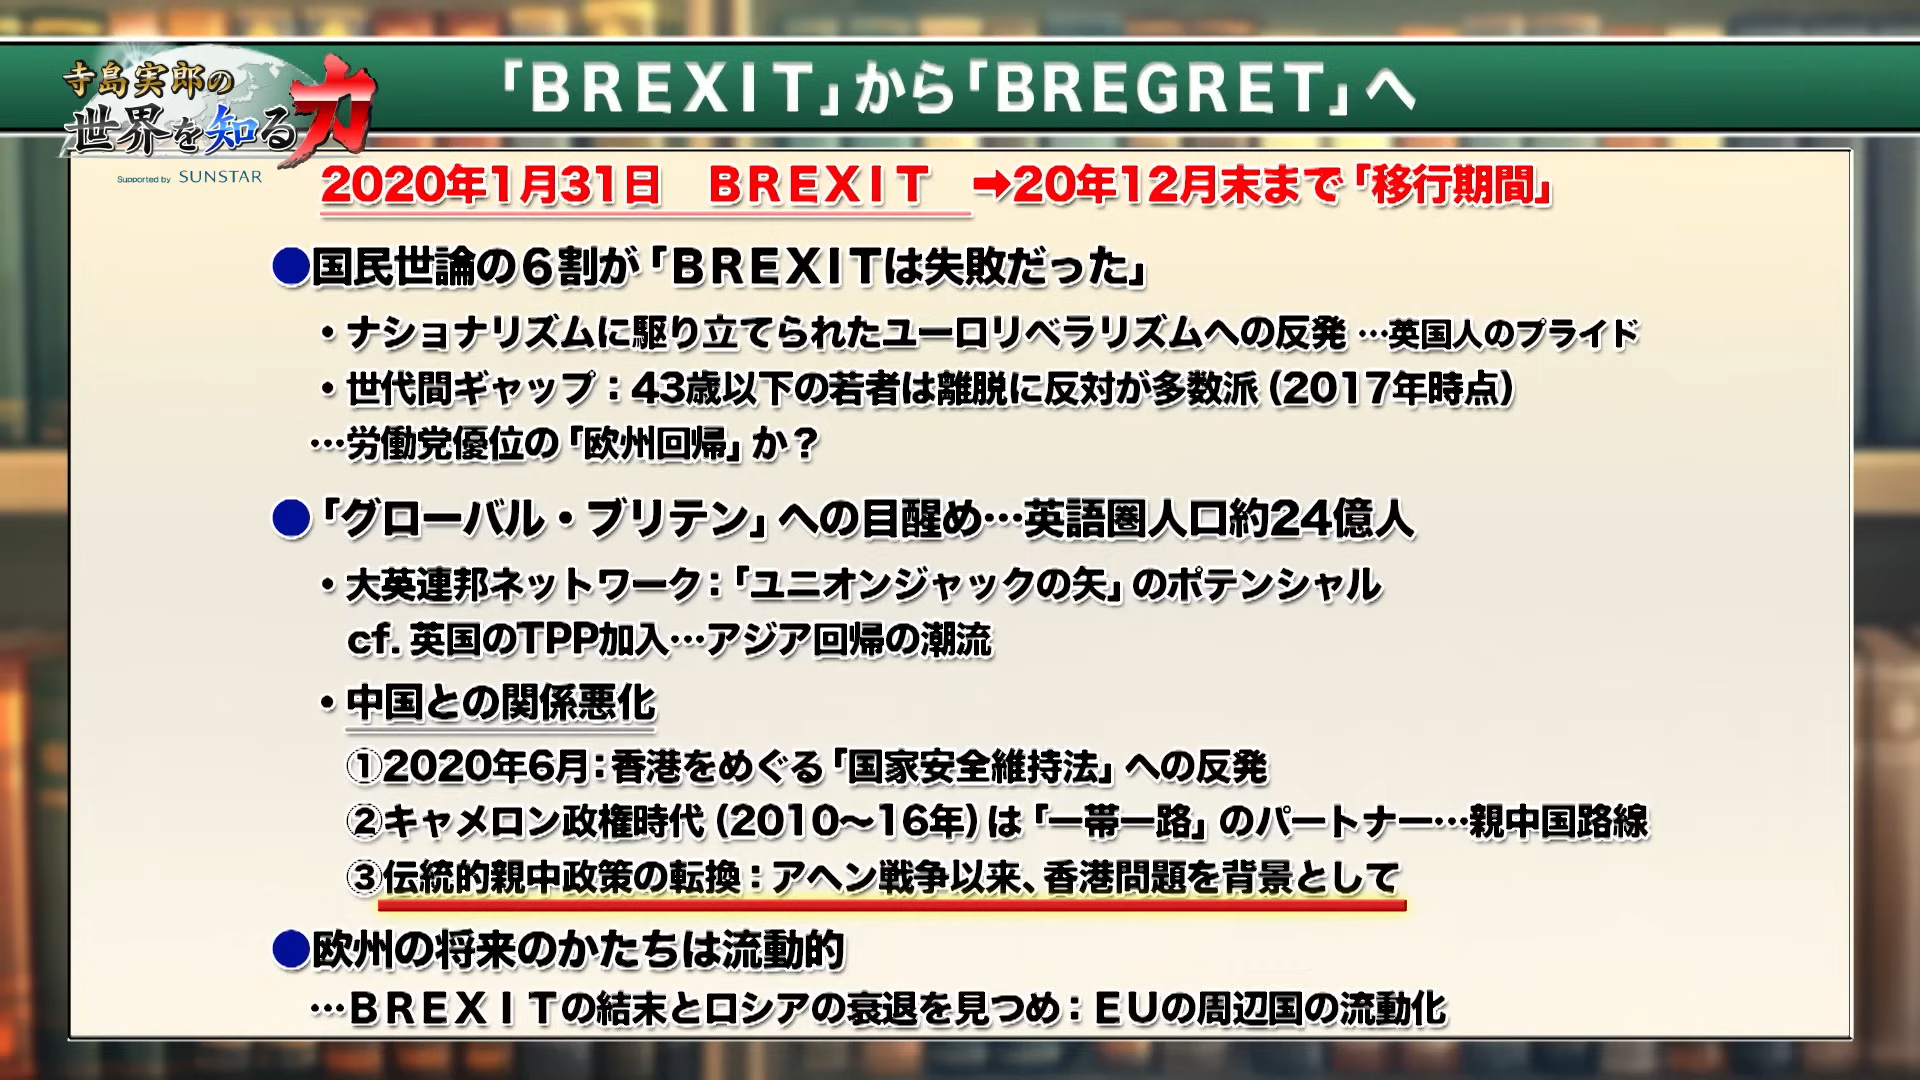 寺島実郎の
世界を知る力
Supported by SUNSTAR
「BREXIT」から「BREGRET」へ
2020年1月31日 BREXIT ➡20年12月末まで「移行期間」
●国民世論の6割が「BREXITは失敗だった」
・ナショナリズムに駆り立てられたユーロリベラリズムへの反発 …英国人のプライド
・世代間ギャップ：43歳以下の若者は離脱に反対が多数派（2017年時点）
…労働党優位の「欧州回帰」か？
●「グローバル・ブリテン」への目醒め…英語圏人口約24億人
・大英連邦ネットワーク：「ユニオンジャックの矢」のポテンシャル
cf. 英国のTPP加入…アジア回帰の潮流
・中国との関係悪化
①2020年6月：香港をめぐる「国家安全維持法」への反発
②キャメロン政権時代（2010〜16年）は「一帯一路」のパートナー…親中国路線
③伝統的親中政策の転換：アヘン戦争以来、香港問題を背景として
●欧州の将来のかたちは流動的
…BREXITの結末とロシアの衰退を見つめ：EUの周辺国の流動化